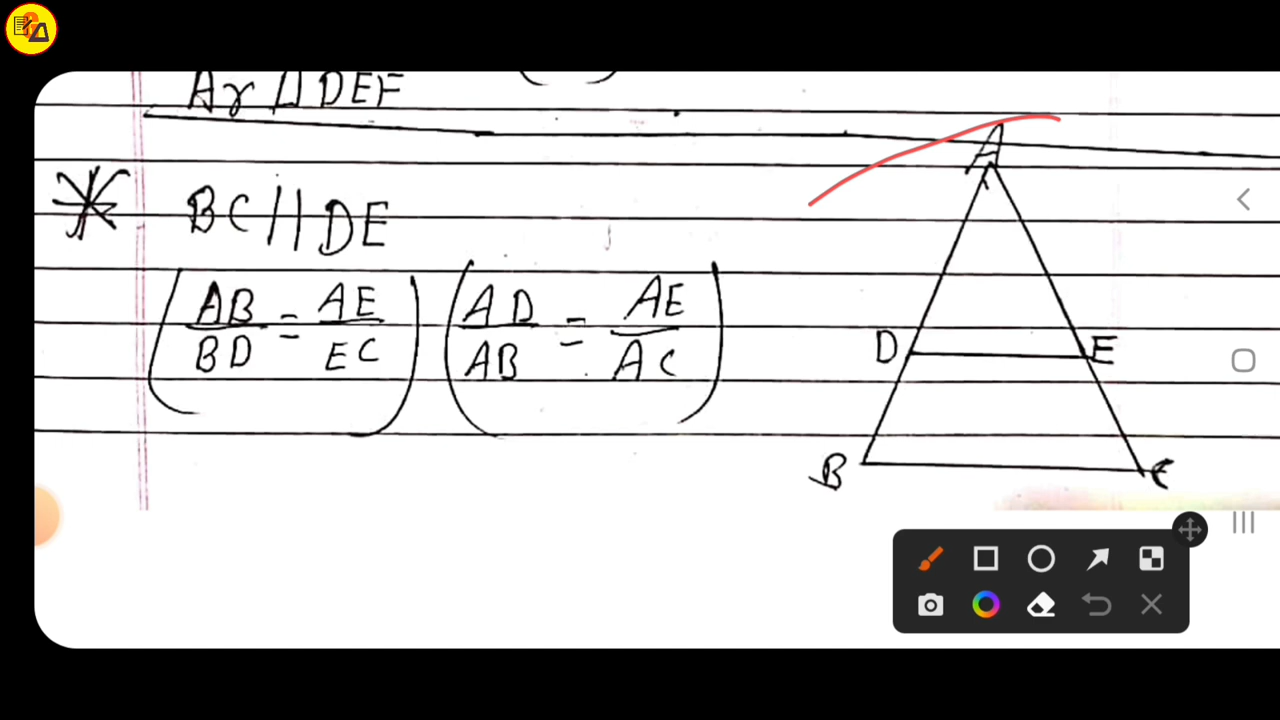 Ar Δ DEF
A
* BC || DE
(AB/BD = AE/EC) (AD/AB = AE/AC)
D E
B C